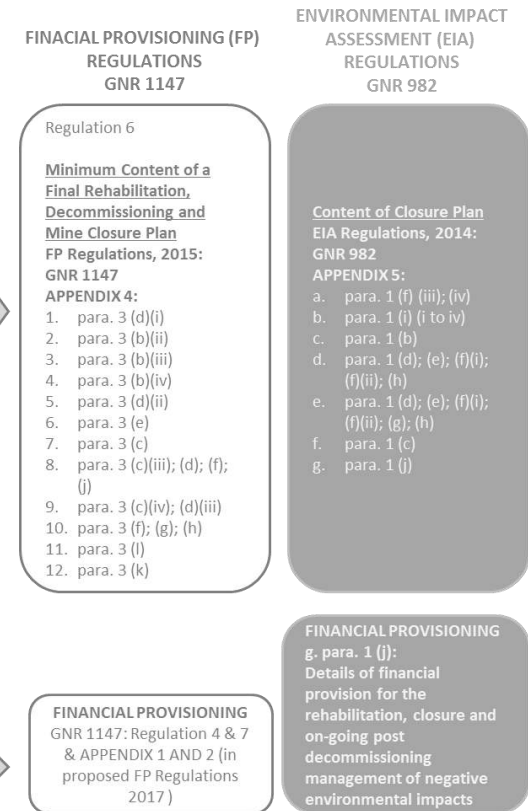 FINACIAL PROVISIONING (FP)
REGULATIONS
GNR 1147
Regulation 6
Minimum Content of a
Final Rehabilitation,
Decommissioning and
Mine Closure Plan
FP Regulations, 2015:
GNR 1147
APPENDIX 4:
1. para. 3 (d)(i)
2. para. 3 (b)(ii)
3. para. 3 (b)(iii)
4. para. 3 (b)(iv)
5. para. 3 (d)(ii)
6. para. 3 (e)
7. para. 3 (c)
8. para. 3 (c)(iii); (d); (f);
(j)
9. para. 3 (c)(iv); (d)(iii)
10. para. 3 (f); (g); (h)
11. para. 3 (l)
12. para. 3 (k)
FINANCIAL PROVISIONING
GNR 1147: Regulation 4 & 7
& APPENDIX 1 AND 2 (in
proposed FP Regulations
2017 )
ENVIRONMENTAL IMPACT
ASSESSMENT (EIA)
REGULATIONS
GNR 982
Content of Closure Plan
EIA Regulations, 2014:
GNR 982
APPENDIX 5:
a. para. 1 (f) (iii); (iv)
b. para. 1 (i) (i to iv)
c. para. 1 (b)
d. para. 1 (d); (e); (f)(i);
(f)(ii); (h)
e. para. 1 (d); (e); (f)(i);
(f)(ii); (g); (h)
f. para. 1 (c)
g. para. 1 (j)
FINANCIAL PROVISIONING
g. para. 1 (j):
Details of financial
provision for the
rehabilitation, closure and
on-going post
decommissioning
management of negative
environmental impacts